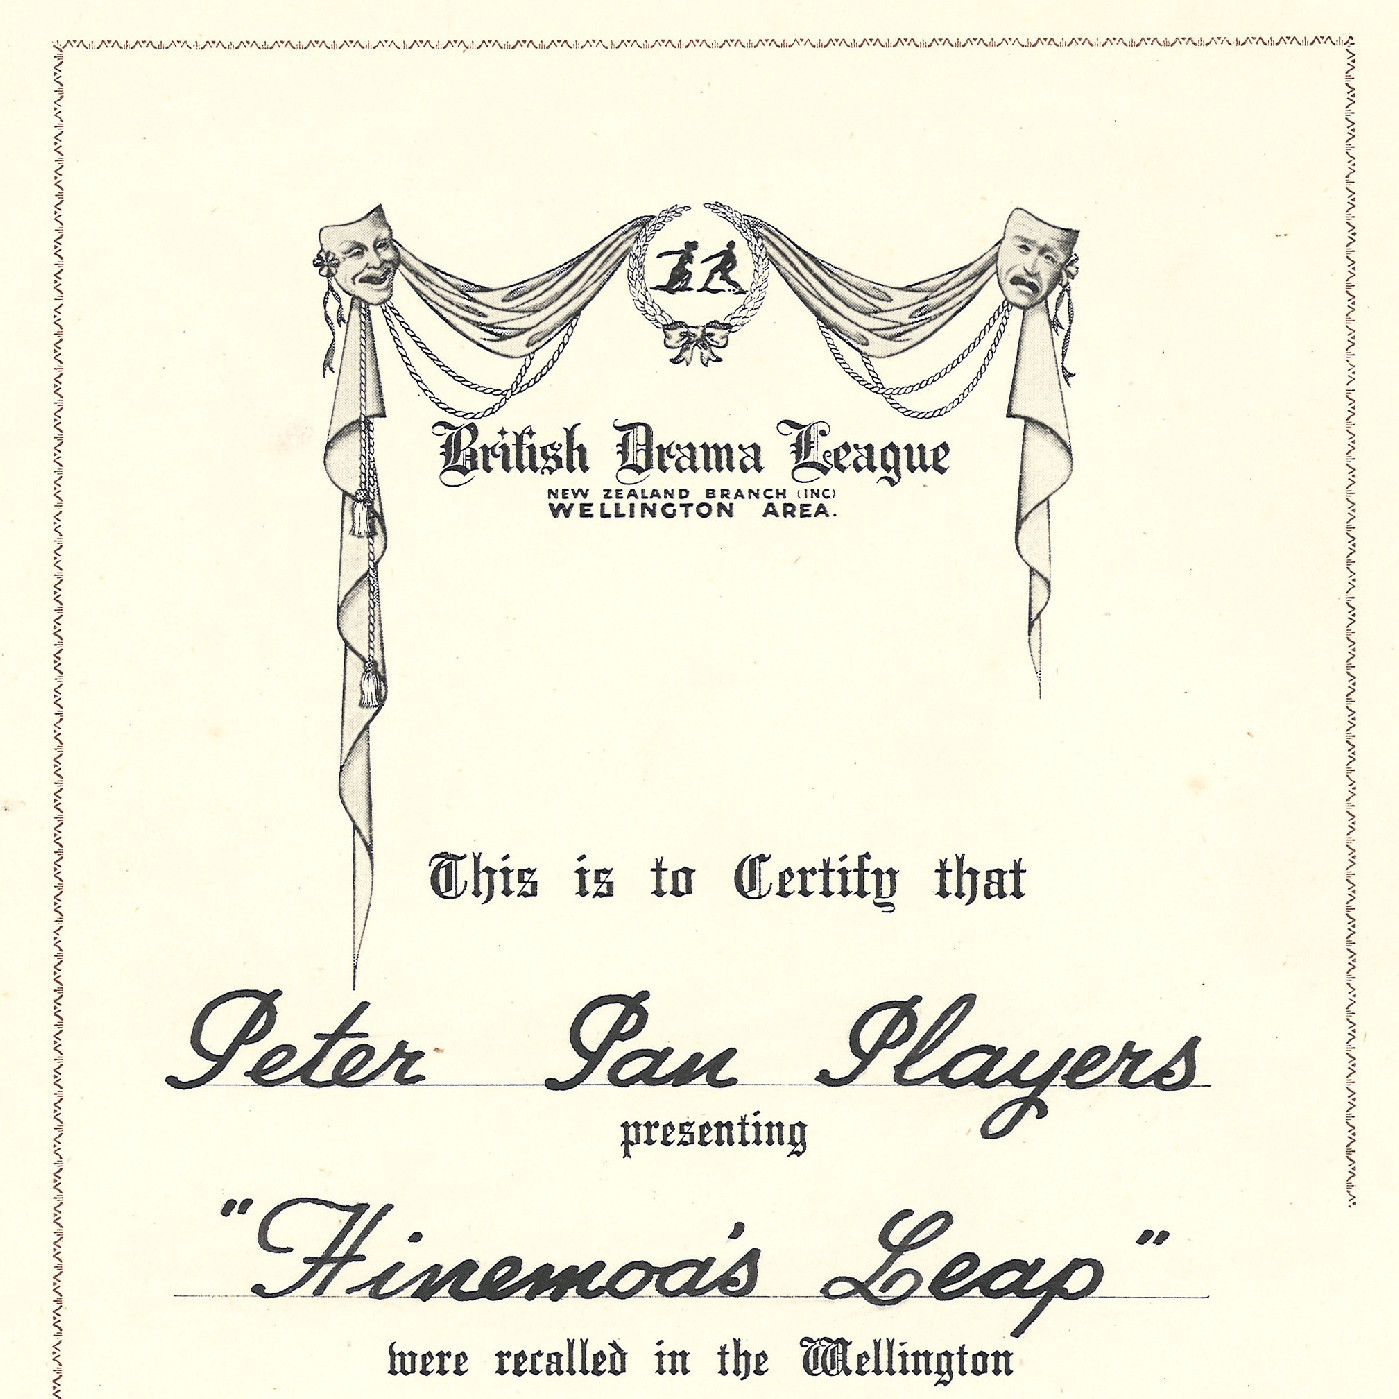 British Drama League
NEW ZEALAND BRANCH (INC)
WELLINGTON AREA.
This is to Certify that
Peter Pan Players
presenting
"Hinemoa's Leap"
were recalled in the Wellington